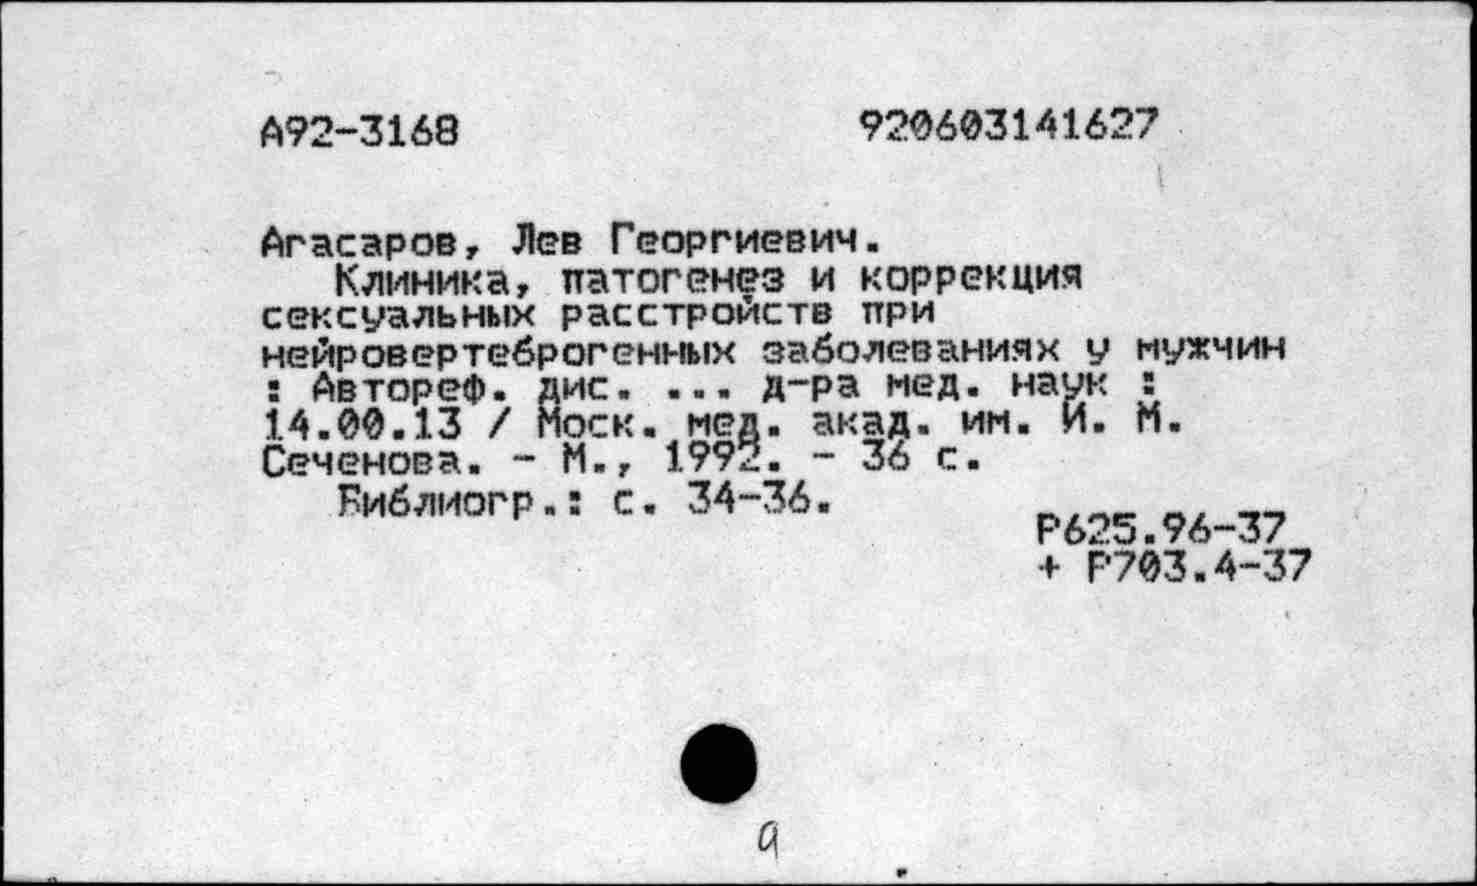 А92-3168 920603141627
Агасаров, Лев Георгиевич.
Клиника, патогенез и коррекция
сексуальных расстройств при
нейровертеброгенных заболеваниях у мужчин
: Автореф. дис. ... д-ра мед. наук :
14.00.13 / Моск. мед. акад. им. И. М.
Сеченова. - М., 1992. - 36 с.
Библиогр.: с. 34-36.
Р625.96-37
+ Р703.4-37